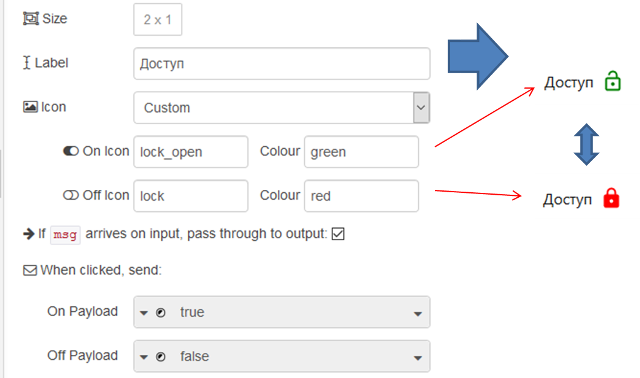 Size 2 x 1
Label Доступ
Icon Custom
On Icon lock_open Colour green
Off Icon lock Colour red
If msg arrives on input, pass through to output:
When clicked, send:
On Payload true
Off Payload false
Доступ
Доступ